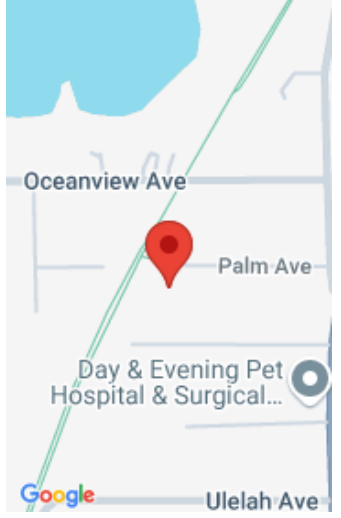 Oceanview Ave
Palm Ave
Day & Evening Pet
Hospital & Surgical...
Google
Ulelah Ave